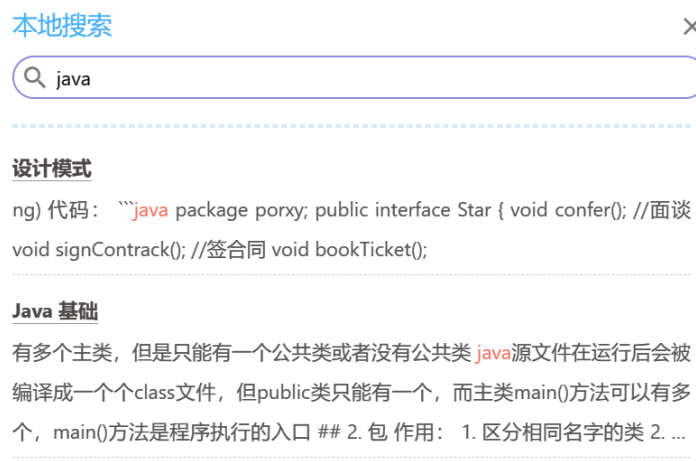 本地搜索
java
设计模式
ng) 代码： ```java package porxy; public interface Star { void confer(); //面谈
void signContrack(); //签合同 void bookTicket();
Java 基础
有多个主类，但是只能有一个公共类或者没有公共类 java源文件在运行后会被
编译成一个个class文件，但public类只能有一个，而主类main()方法可以有多
个，main()方法是程序执行的入口 ## 2. 包 作用： 1. 区分相同名字的类 2. ...